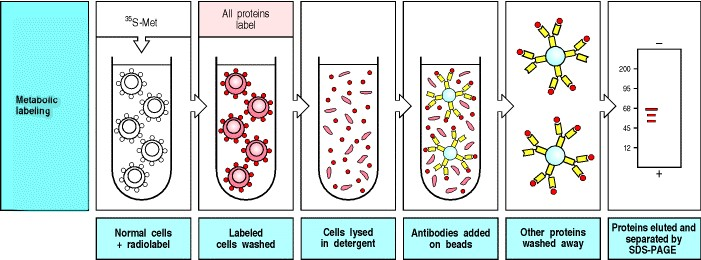 Metabolic
labeling
³⁵S-Met
All proteins
label
−
200
95
68
45
12
+
Normal cells
+ radiolabel
Labeled
cells washed
Cells lysed
in detergent
Antibodies added
on beads
Other proteins
washed away
Proteins eluted and
separated by
SDS-PAGE